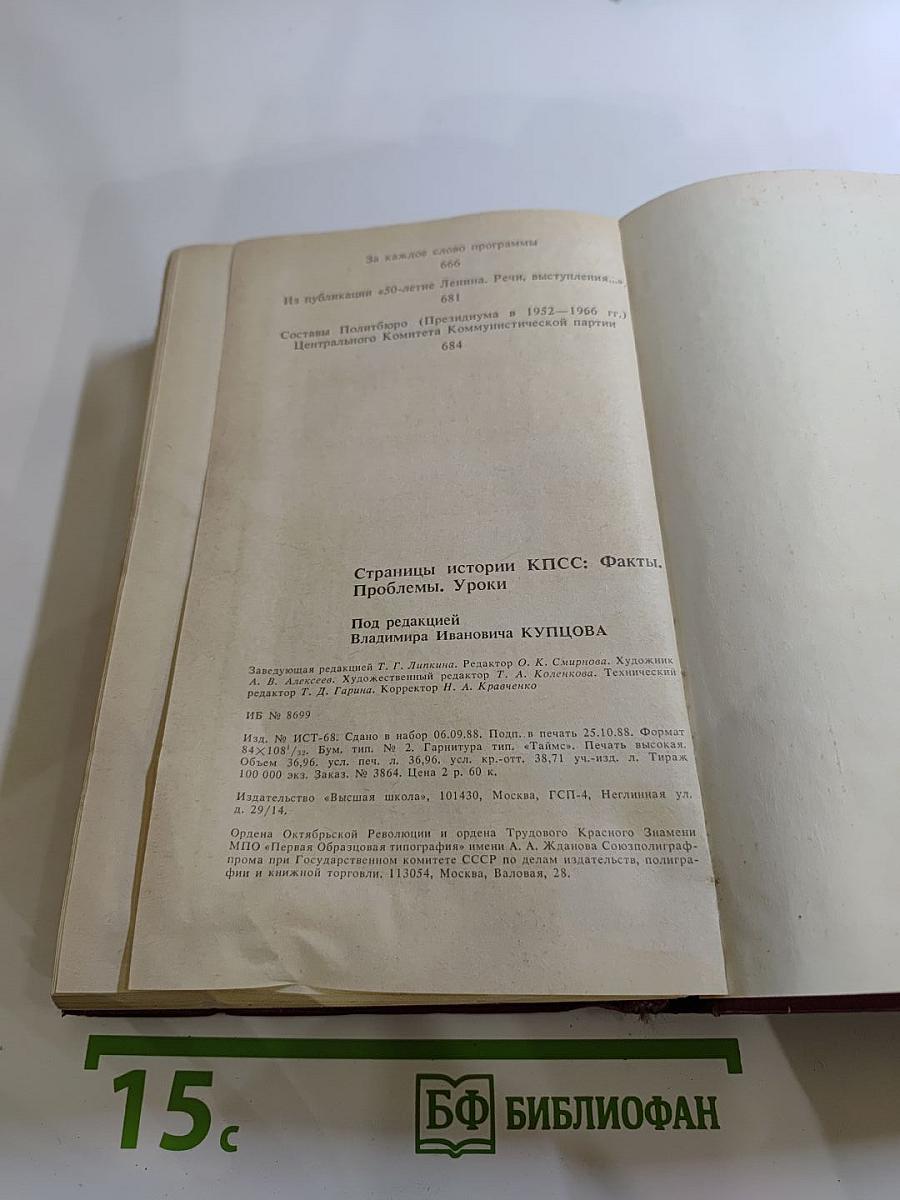 За каждое слово программы
666
Из публикации «50-летие Ленина. Речи, выступления...»
681
Составы Политбюро (Президиума в 1952—1966 гг.)
Центрального Комитета Коммунистической партии
684
Страницы истории КПСС: Факты.
Проблемы. Уроки
Под редакцией
Владимира Ивановича КУПЦОВА
Заведующая редакцией Т. Г. Липкина. Редактор О. К. Смирнова. Художник
А. В. Алексеев. Художественный редактор Т. А. Коленкова. Технический
редактор Т. Д. Гарина. Корректор Н. А. Кравченко
ИБ № 8699
Изд. № ИСТ-68. Сдано в набор 06.09.88. Подп. в печать 25.10.88. Формат
84×108¹/₃₂. Бум. тип. № 2. Гарнитура тип. «Таймс». Печать высокая.
Объем 36,96. усл. печ. л. 36,96. усл. кр.-отт. 38,71 уч.-изд. л. Тираж
100 000 экз. Заказ. № 3864. Цена 2 р. 60 к.
Издательство «Высшая школа», 101430, Москва, ГСП-4, Неглинная ул.
д. 29/14.
Ордена Октябрьской Революции и ордена Трудового Красного Знамени
МПО «Первая Образцовая типография» имени А. А. Жданова Союзполиграф-
прома при Государственном комитете СССР по делам издательств, полигра-
фии и книжной торговли. 113054, Москва, Валовая, 28.
15 с
БФ БИБЛИОФАН